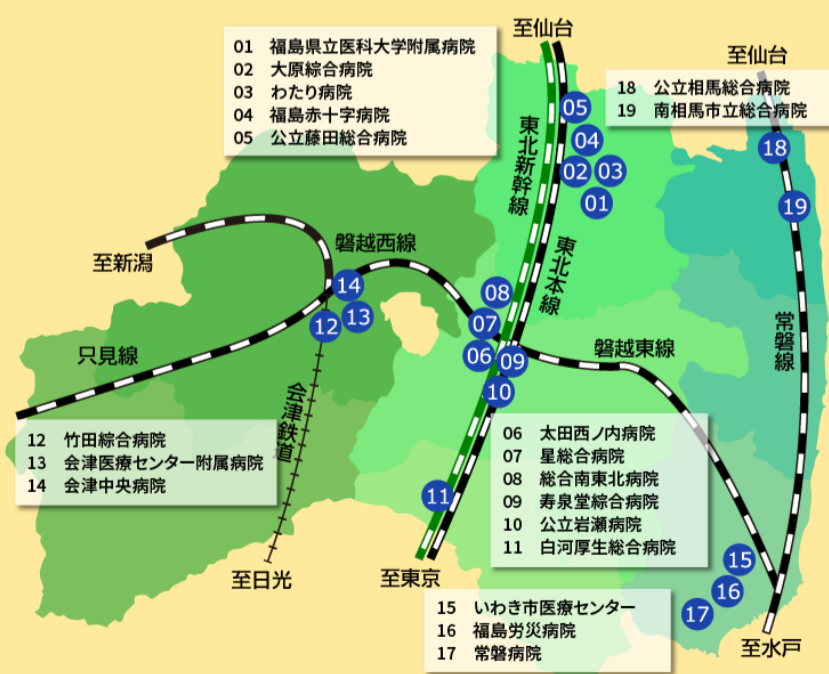 至仙台
01 福島県立医科大学附属病院
02 大原綜合病院
03 わたり病院
04 福島赤十字病院
05 公立藤田総合病院
至仙台
18 公立相馬総合病院
19 南相馬市立総合病院
05
04
02
03
01
18
19
東北新幹線
東北本線
至新潟
磐越西線
14
13
12
08
07
06
09
10
11
只見線
磐越東線
常磐線
会津鉄道
12 竹田綜合病院
13 会津医療センター附属病院
14 会津中央病院
06 太田西ノ内病院
07 星総合病院
08 総合南東北病院
09 寿泉堂綜合病院
10 公立岩瀬病院
11 白河厚生総合病院
15
16
17
至日光
至東京
15 いわき市医療センター
16 福島労災病院
17 常磐病院
至水戸